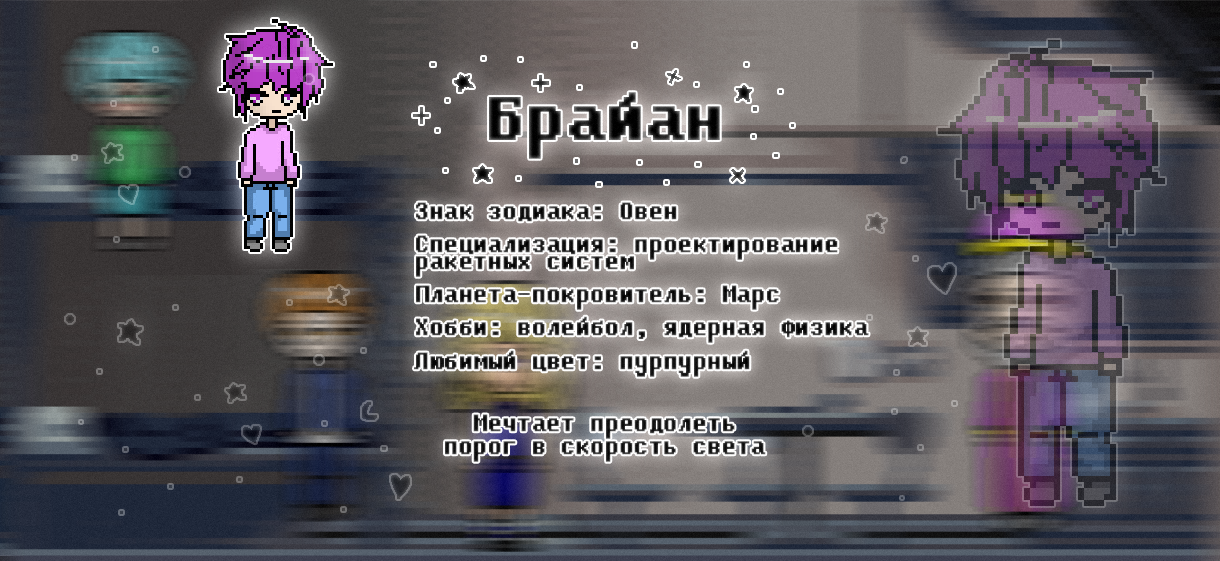 Брайан
Знак зодиака: Овен
Специализация: проектирование
ракетных систем
Планета-покровитель: Марс
Хобби: волейбол, ядерная физика
Любимый цвет: пурпурный
Мечтает преодолеть
порог в скорость света